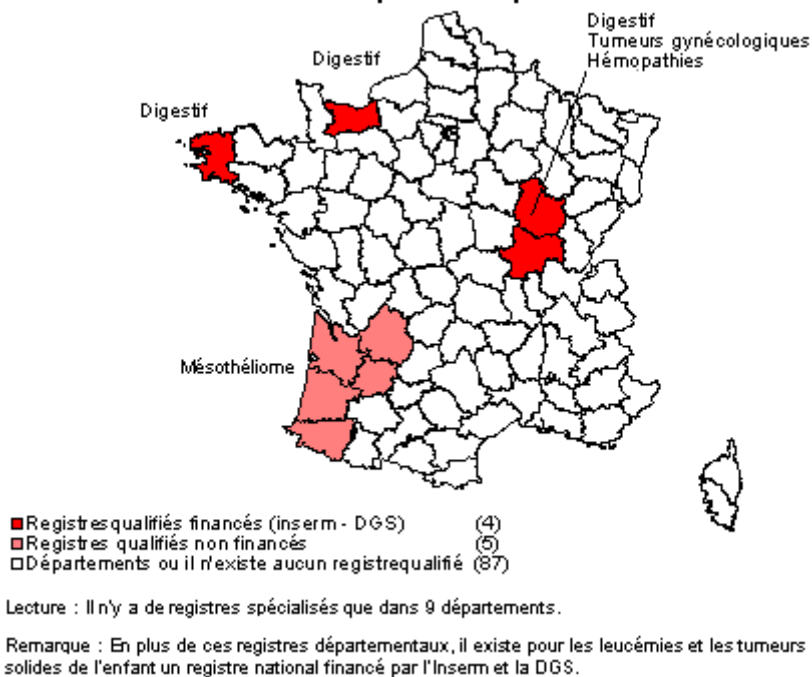 Digestif
Tumeurs gynécologiques
Hémopathies
Digestif
Digestif
Mésothéliome
Registresqualifiés financés (inserm - DGS) (4)
Registres qualifiés non financés (5)
Départements ou il n'existe aucun registrequalifié (87)
Lecture : Il n'y a de registres spécialisés que dans 9 départements.
Remarque : En plus de ces registres départementaux, il existe pour les leucémies et les tumeurs
solides de l'enfant un registre national financé par l'Inserm et la DGS.